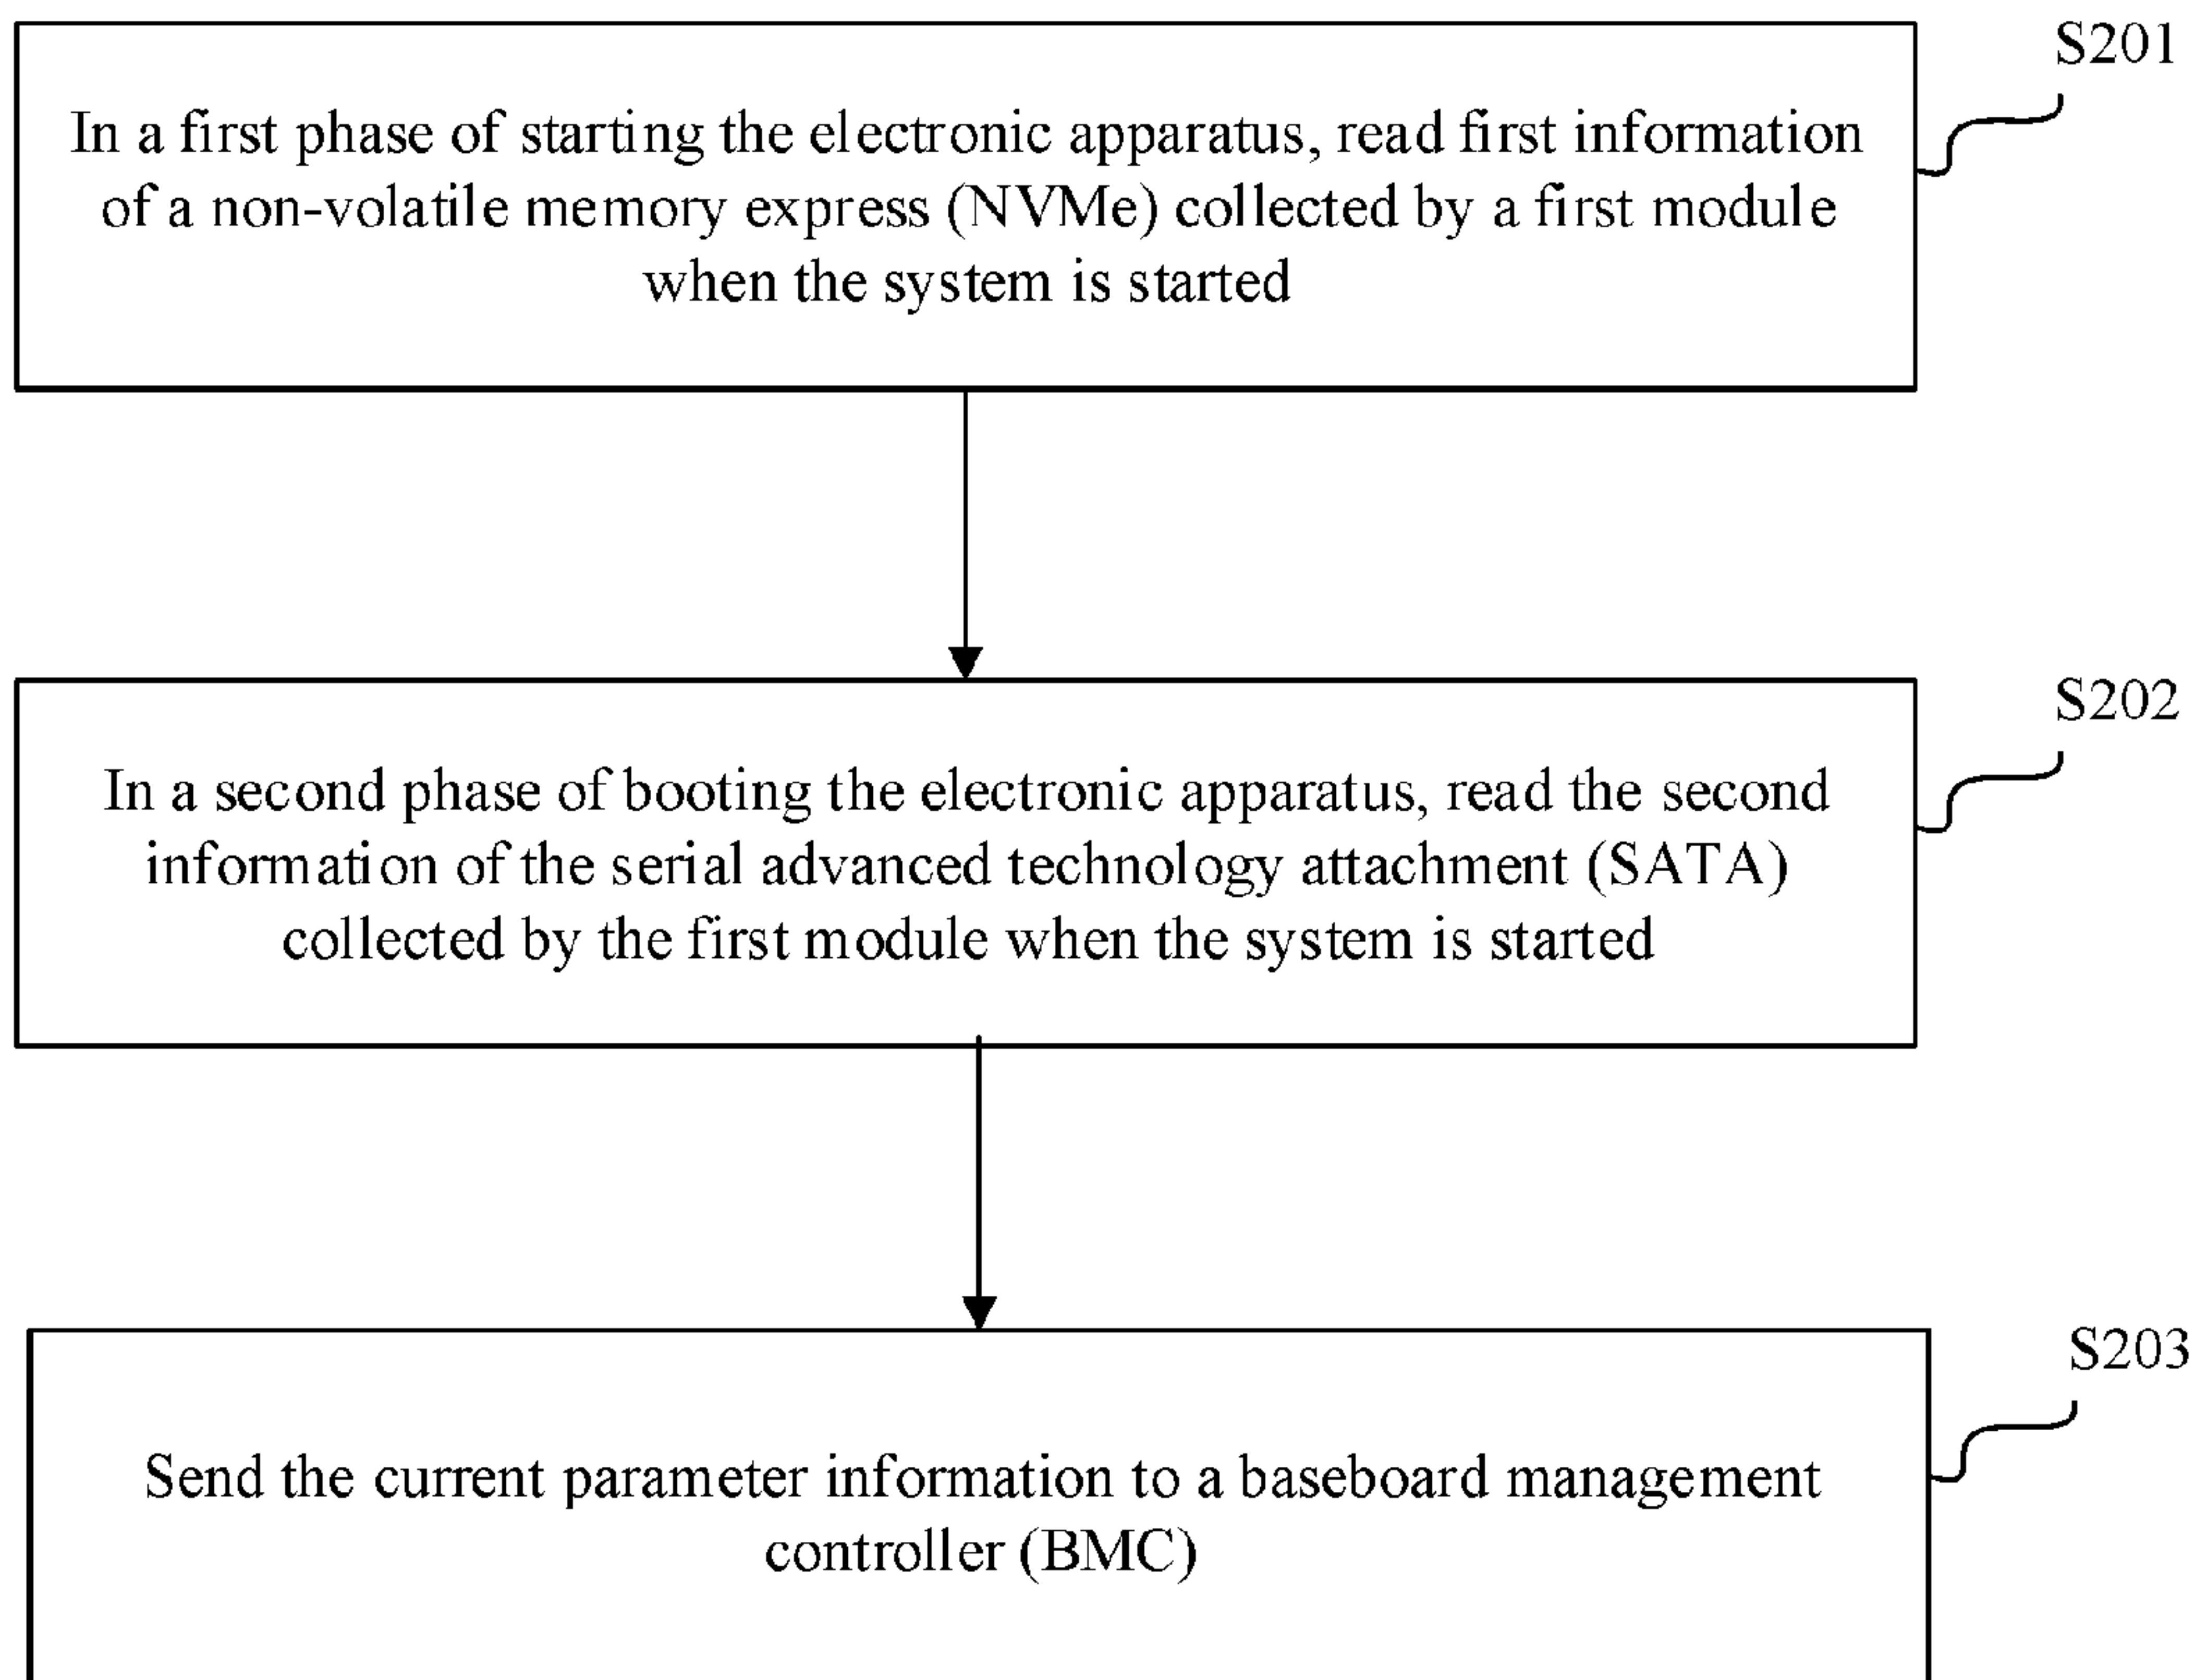 S201
In a first phase of starting the electronic apparatus, read first information
of a non-volatile memory express (NVMe) collected by a first module
when the system is started
S202
In a second phase of booting the electronic apparatus, read the second
information of the serial advanced technology attachment (SATA)
collected by the first module when the system is started
S203
Send the current parameter information to a baseboard management
controller (BMC)